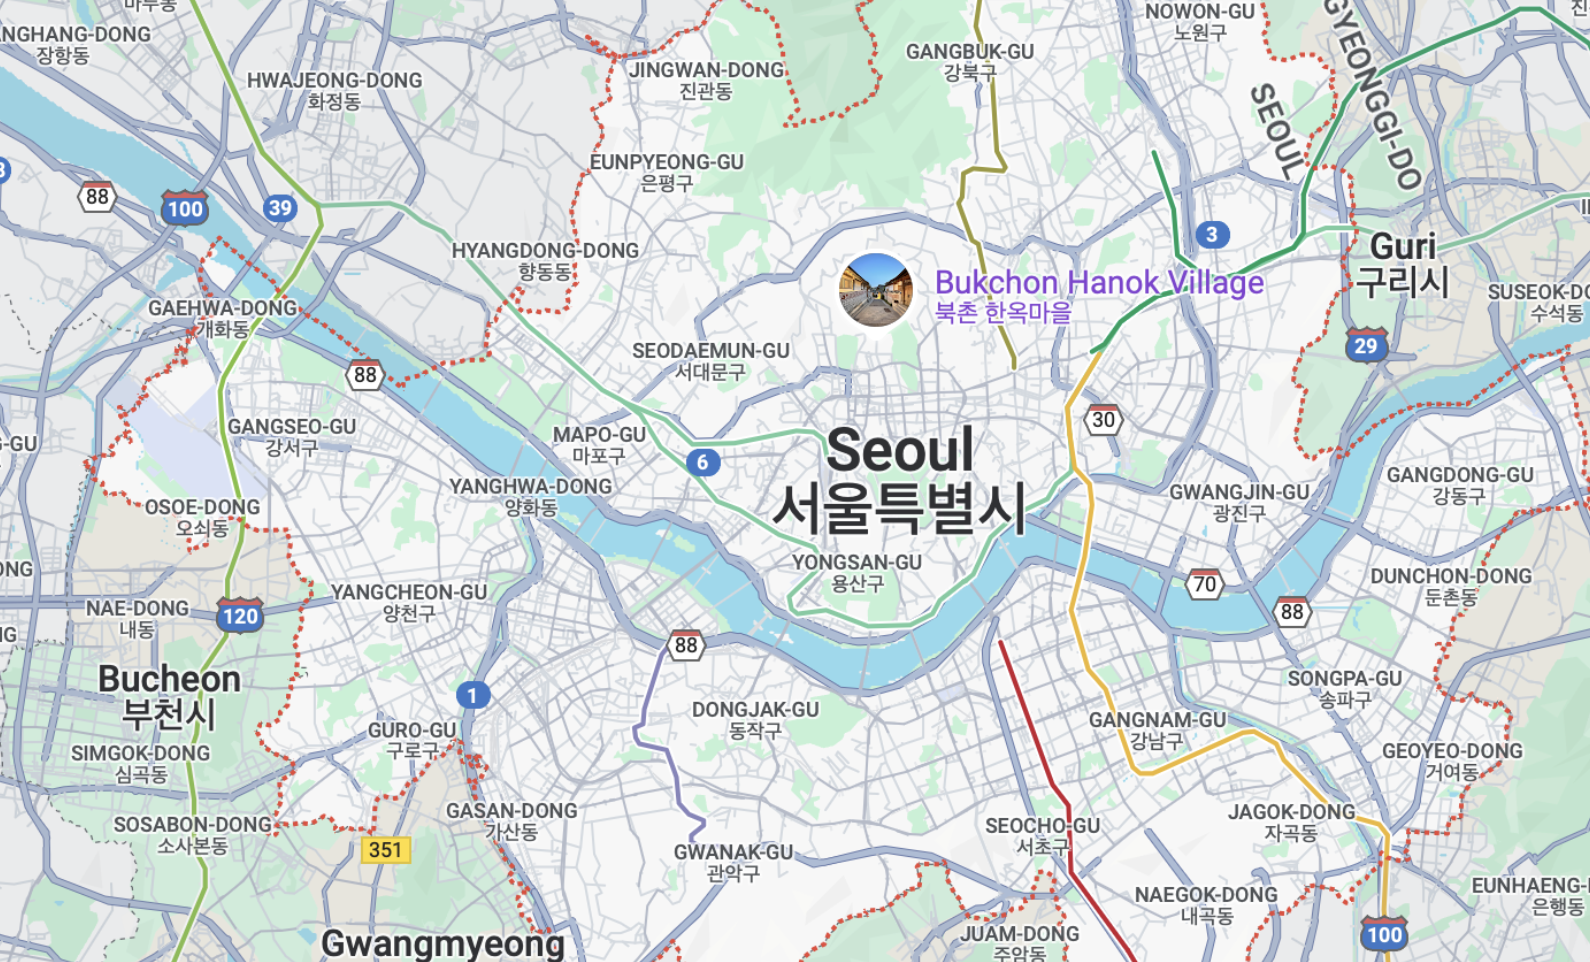 마두동
NOWON-GU
노원구
NGHANG-DONG
장항동
GANGBUK-GU
강북구
GYEONGGI-DO
SEOUL
JINGWAN-DONG
진관동
HWAJEONG-DONG
화정동
EUNPYEONG-GU
은평구
88
100
39
3
HYANGDONG-DONG
향동동
Guri
구리시
Bukchon Hanok Village
북촌 한옥마을
SUSEOK-DO
수석동
GAEHWA-DONG
개화동
29
SEODAEMUN-GU
서대문구
88
30
GANGSEO-GU
강서구
MAPO-GU
마포구
6
Seoul
서울특별시
-GU
GANGDONG-GU
강동구
YANGHWA-DONG
양화동
GWANGJIN-GU
광진구
OSOE-DONG
오쇠동
ONG
YONGSAN-GU
용산구
70
DUNCHON-DONG
둔촌동
YANGCHEON-GU
양천구
NAE-DONG
내동
120
88
NG
88
Bucheon
부천시
1
SONGPA-GU
송파구
DONGJAK-GU
동작구
GANGNAM-GU
강남구
GURO-GU
구로구
SIMGOK-DONG
심곡동
GEOYEO-DONG
거여동
GASAN-DONG
가산동
JAGOK-DONG
자곡동
SOSABON-DONG
소사본동
SEOCHO-GU
서초구
351
GWANAK-GU
관악구
NAEGOK-DONG
내곡동
EUNHAENG-
은행동
Gwangmyeong
JUAM-DONG
주암동
100